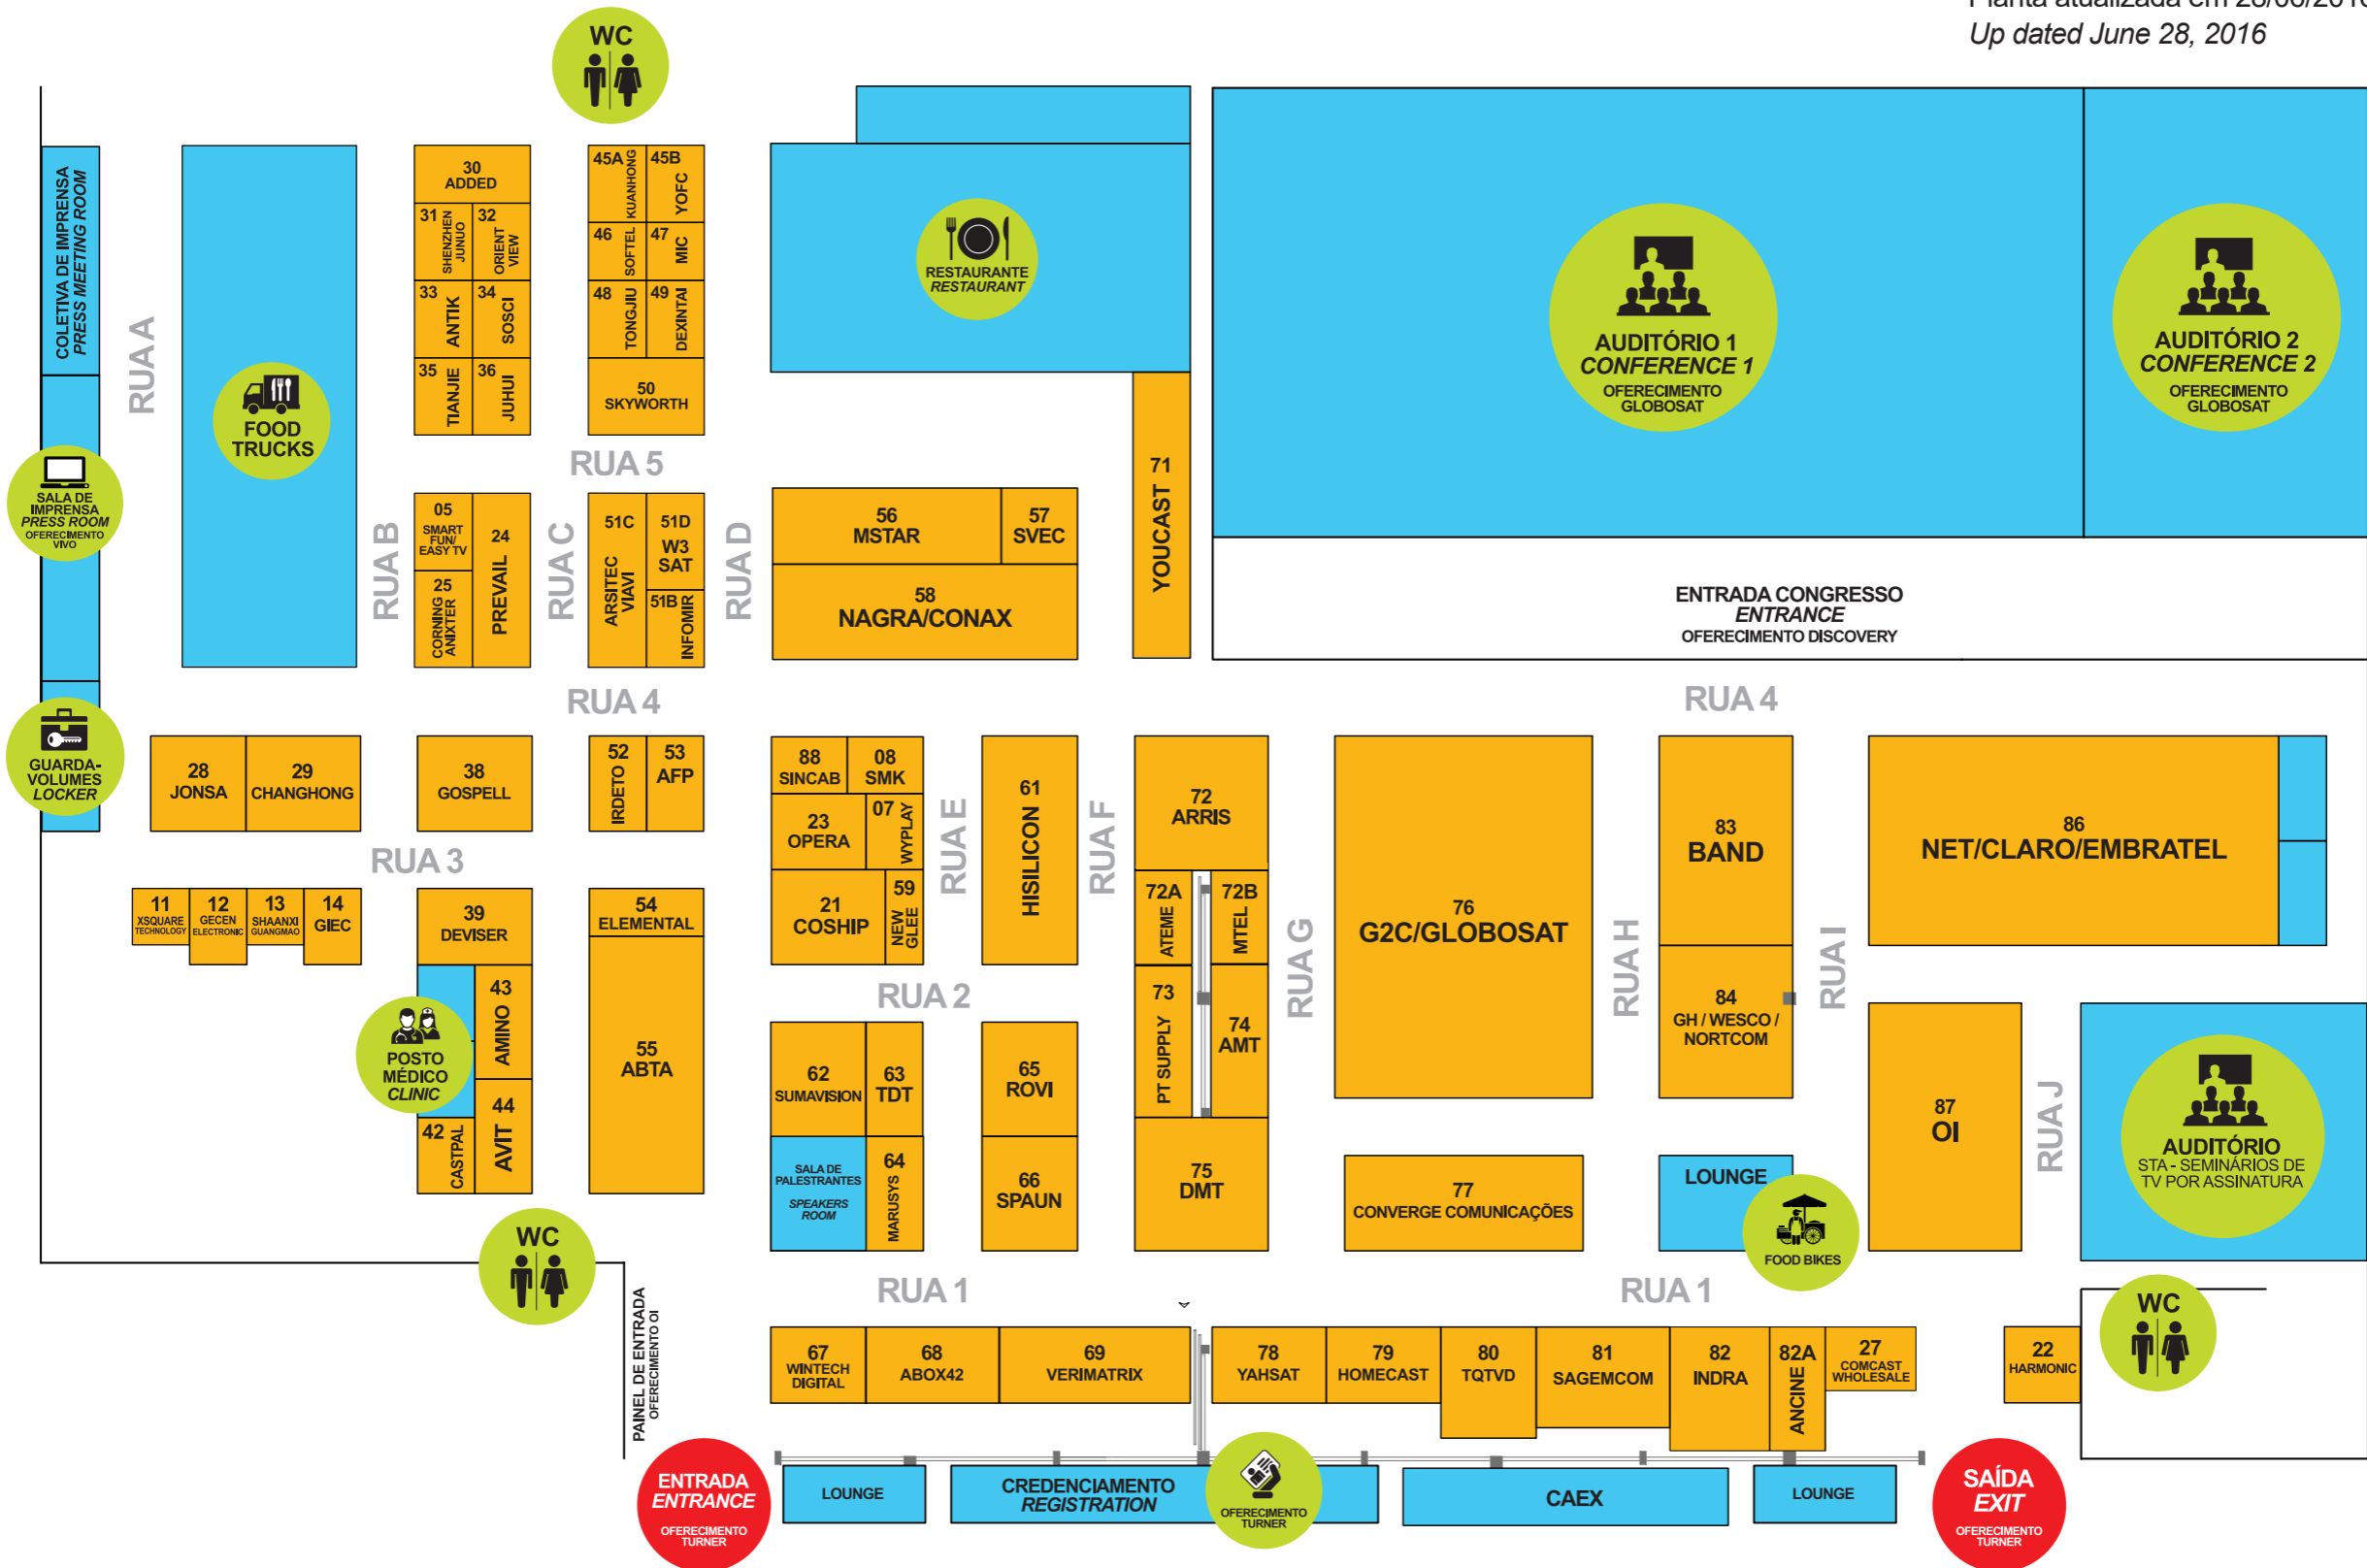 Planta atualizada em 28/06/2016
Up dated June 28, 2016
WC
COLETIVA DE IMPRENSA
PRESS MEETING ROOM
RUA A
FOOD
TRUCKS
SALA DE
IMPRENSA
PRESS ROOM
OFERECIMENTO
VIVO
GUARDA-
VOLUMES
LOCKER
30
ADDED
31
SHENZHEN
JUNUO
32
ORIENT
VIEW
33
ANTIK
34
SOSCI
35
TIANJIE
36
JUHUI
45A
KUANHONG
45B
YOFC
46
SOFTEL
47
MIC
48
TONGJIU
49
DEXINTAI
50
SKYWORTH
RESTAURANTE
RESTAURANT
AUDITÓRIO 1
CONFERENCE 1
OFERECIMENTO
GLOBOSAT
AUDITÓRIO 2
CONFERENCE 2
OFERECIMENTO
GLOBOSAT
RUA 5
RUA B
05
SMART
FUN/
EASY TV
24
PREVAIL
25
CORNING
ANIXTER
RUA C
51C
ARSITEC
VIAVI
51D
W3
SAT
51B
INFOMIR
RUA D
56
MSTAR
57
SVEC
58
NAGRA/CONAX
71
YOUCAST
ENTRADA CONGRESSO
ENTRANCE
OFERECIMENTO DISCOVERY
RUA 4
RUA 4
28
JONSA
29
CHANGHONG
38
GOSPELL
52
IRDETO
53
AFP
88
SINCAB
08
SMK
23
OPERA
07
WYPLAY
21
COSHIP
59
NEW
GLEE
RUA E
61
HISILICON
RUA F
72
ARRIS
72A
ATEME
72B
MTEL
73
PT SUPPLY
74
AMT
75
DMT
RUA G
76
G2C/GLOBOSAT
RUA H
83
BAND
84
GH / WESCO /
NORTCOM
RUA I
86
NET/CLARO/EMBRATEL
RUA 3
11
XSQUARE
TECHNOLOGY
12
GECEN
ELECTRONIC
13
SHAANXI
GUANGMAO
14
GIEC
39
DEVISER
43
AMINO
44
AVIT
42
CASTPAL
POSTO
MÉDICO
CLINIC
54
ELEMENTAL
55
ABTA
RUA 2
62
SUMAVISION
63
TDT
SALA DE
PALESTRANTES
SPEAKERS
ROOM
64
MARUSYS
65
ROVI
66
SPAUN
77
CONVERGE COMUNICAÇÕES
LOUNGE
FOOD BIKES
87
OI
RUA J
AUDITÓRIO
STA - SEMINÁRIOS DE
TV POR ASSINATURA
WC
PAINEL DE ENTRADA
OFERECIMENTO OI
RUA 1
RUA 1
WC
67
WINTECH
DIGITAL
68
ABOX42
69
VERIMATRIX
78
YAHSAT
79
HOMECAST
80
TQTVD
81
SAGEMCOM
82
INDRA
82A
ANCINE
27
COMCAST
WHOLESALE
22
HARMONIC
ENTRADA
ENTRANCE
OFERECIMENTO
TURNER
LOUNGE
CREDENCIAMENTO
REGISTRATION
OFERECIMENTO
TURNER
CAEX
LOUNGE
SAÍDA
EXIT
OFERECIMENTO
TURNER